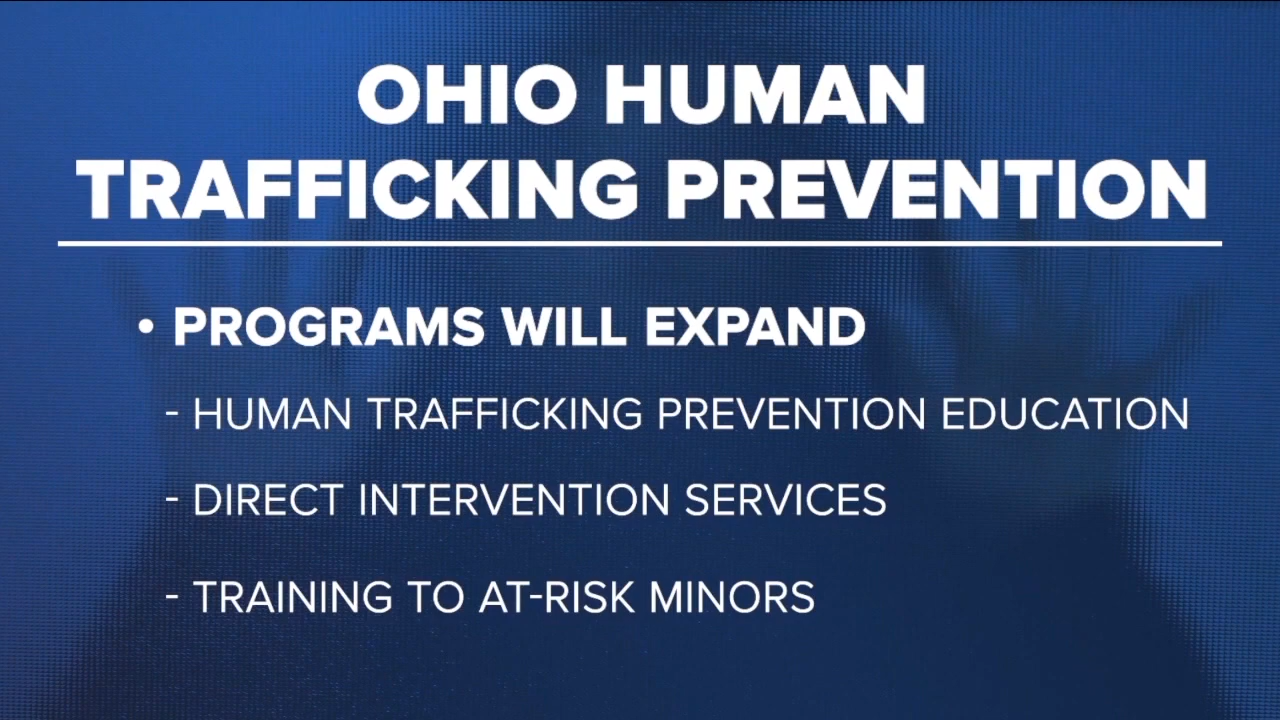 OHIO HUMAN
TRAFFICKING PREVENTION
• PROGRAMS WILL EXPAND
- HUMAN TRAFFICKING PREVENTION EDUCATION
- DIRECT INTERVENTION SERVICES
- TRAINING TO AT-RISK MINORS